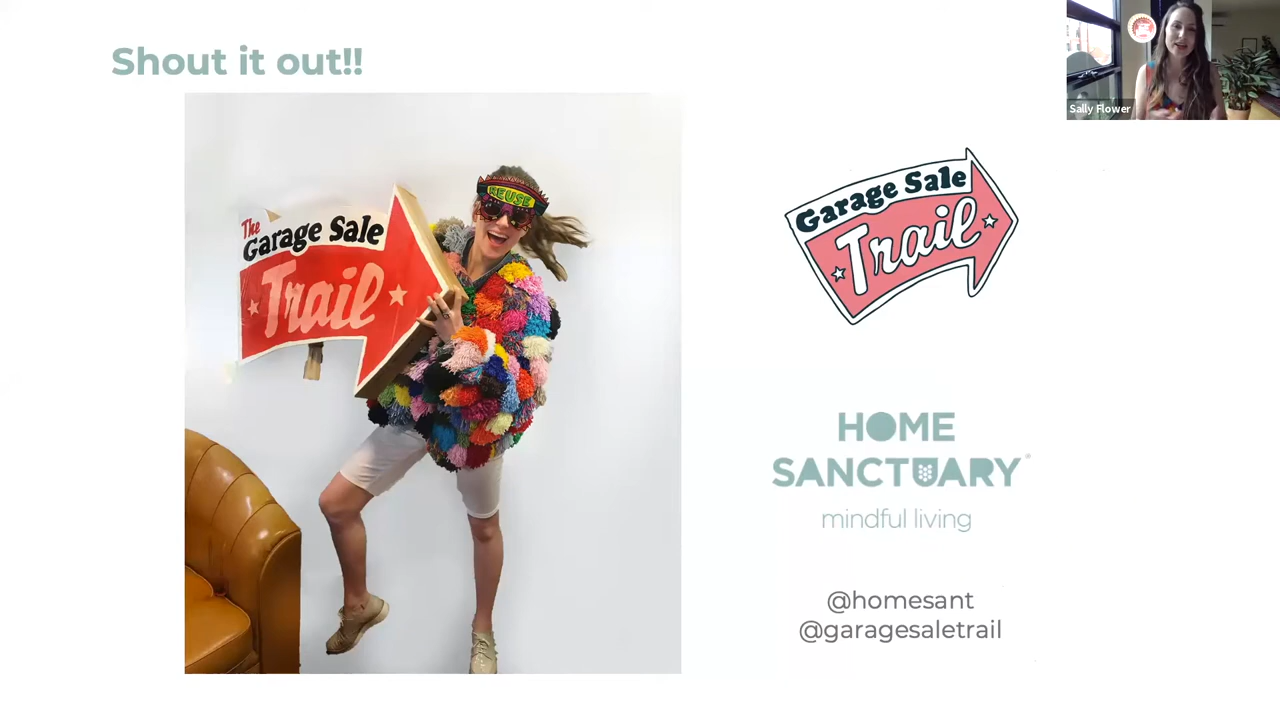 Shout it out!!
Sally Flower
REUSE
The
Garage Sale
Trail
Garage Sale
Trail
HOME
SANCTUARY®
mindful living
@homesant
@garagesaletrail